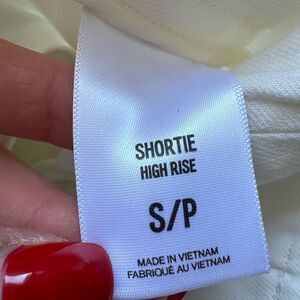 SHORTIE
HIGH RISE
S/P
MADE IN VIETNAM
FABRIQUÉ AU VIETNAM